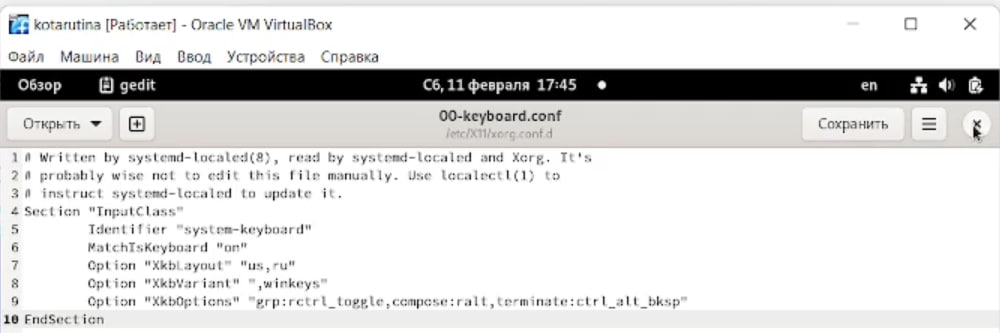 kotarutina [Работает] - Oracle VM VirtualBox
Файл Машина Вид Ввод Устройства Справка
Обзор gedit Сб, 11 февраля 17:45 en
Открыть 00-keyboard.conf Сохранить
/etc/X11/xorg.conf.d
1 # Written by systemd-localed(8), read by systemd-localed and Xorg. It's
2 # probably wise not to edit this file manually. Use localectl(1) to
3 # instruct systemd-localed to update it.
4 Section "InputClass"
5 Identifier "system-keyboard"
6 MatchIsKeyboard "on"
7 Option "XkbLayout" "us,ru"
8 Option "XkbVariant" ",winkeys"
9 Option "XkbOptions" "grp:rctrl_toggle,compose:ralt,terminate:ctrl_alt_bksp"
10 EndSection